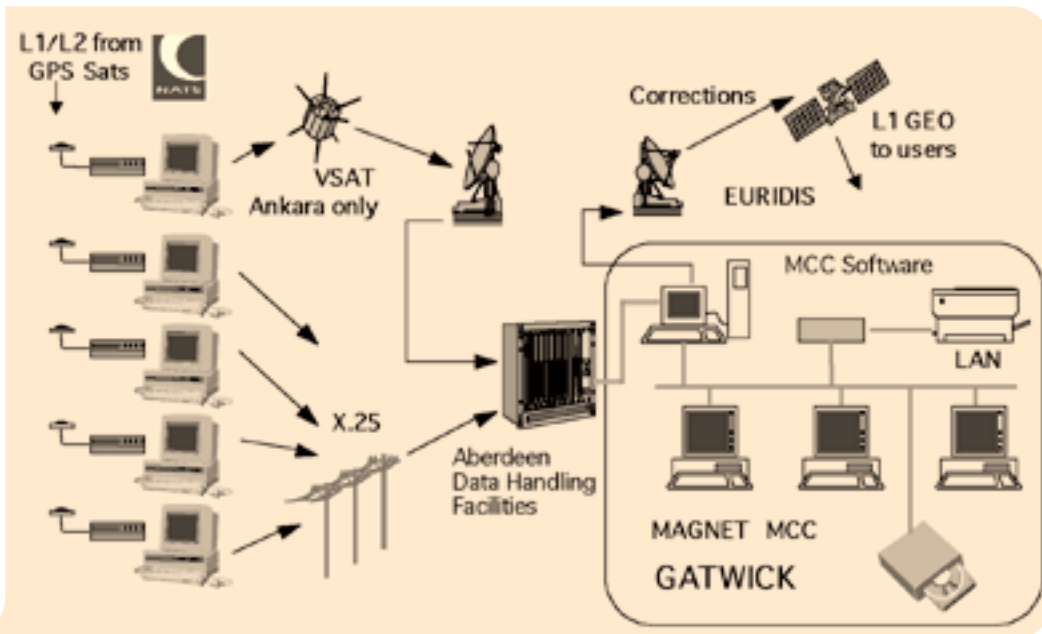 L1/L2 from
GPS Sats
NATS
VSAT
Ankara only
Corrections
L1 GEO
to users
EURIDIS
MCC Software
LAN
X.25
Aberdeen
Data Handling
Facilities
MAGNET MCC
GATWICK